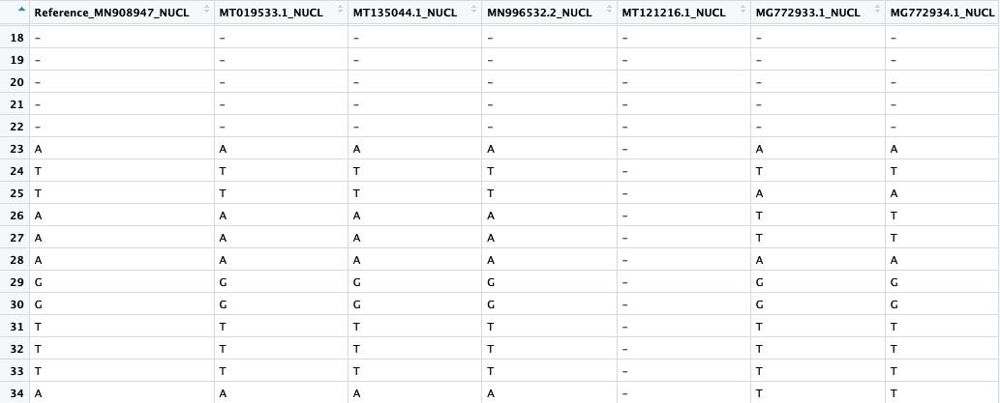 Reference_MN908947_NUCL MT019533.1_NUCL MT135044.1_NUCL MN996532.2_NUCL MT121216.1_NUCL MG772933.1_NUCL MG772934.1_NUCL
18 - - - - - - -
19 - - - - - - -
20 - - - - - - -
21 - - - - - - -
22 - - - - - - -
23 A A A A - A A
24 T T T T - T T
25 T T T T - A A
26 A A A A - T T
27 A A A A - T T
28 A A A A - A A
29 G G G G - G G
30 G G G G - G G
31 T T T T - T T
32 T T T T - T T
33 T T T T - T T
34 A A A A - T T